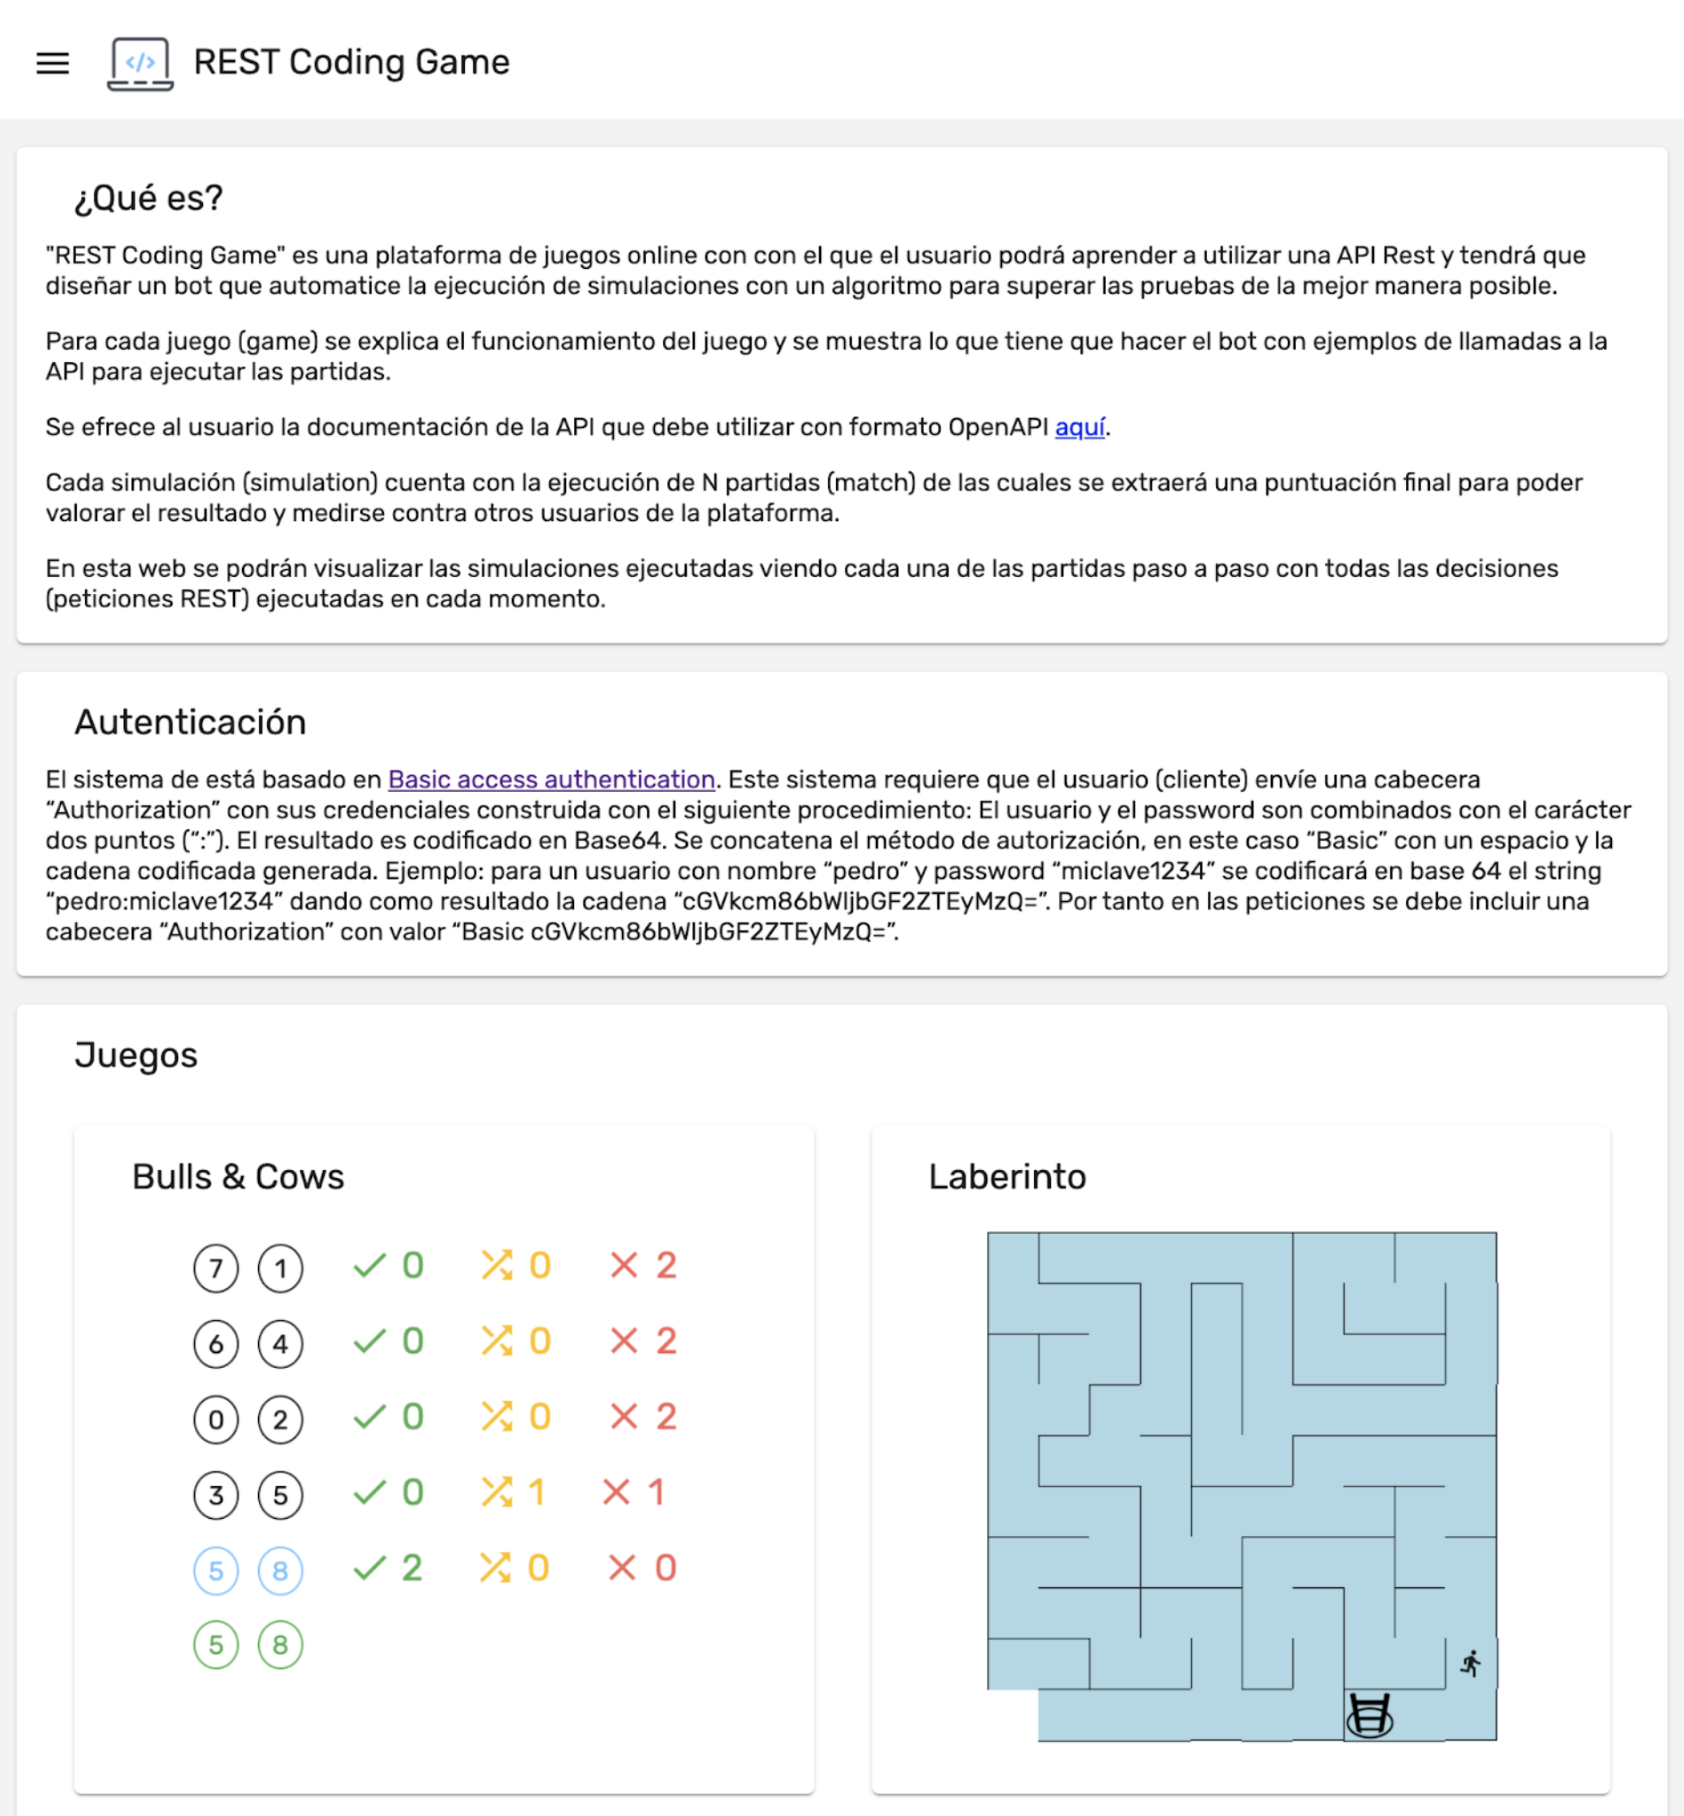 </> REST Coding Game
¿Qué es?
"REST Coding Game" es una plataforma de juegos online con con el que el usuario podrá aprender a utilizar una API Rest y tendrá que
diseñar un bot que automatice la ejecución de simulaciones con un algoritmo para superar las pruebas de la mejor manera posible.
Para cada juego (game) se explica el funcionamiento del juego y se muestra lo que tiene que hacer el bot con ejemplos de llamadas a la
API para ejecutar las partidas.
Se efrece al usuario la documentación de la API que debe utilizar con formato OpenAPI aquí.
Cada simulación (simulation) cuenta con la ejecución de N partidas (match) de las cuales se extraerá una puntuación final para poder
valorar el resultado y medirse contra otros usuarios de la plataforma.
En esta web se podrán visualizar las simulaciones ejecutadas viendo cada una de las partidas paso a paso con todas las decisiones
(peticiones REST) ejecutadas en cada momento.
Autenticación
El sistema de está basado en Basic access authentication. Este sistema requiere que el usuario (cliente) envíe una cabecera
“Authorization” con sus credenciales construida con el siguiente procedimiento: El usuario y el password son combinados con el carácter
dos puntos (“:”). El resultado es codificado en Base64. Se concatena el método de autorización, en este caso “Basic” con un espacio y la
cadena codificada generada. Ejemplo: para un usuario con nombre “pedro” y password “miclave1234” se codificará en base 64 el string
“pedro:miclave1234” dando como resultado la cadena “cGVkcm86bWljbGF2ZTEyMzQ=”. Por tanto en las peticiones se debe incluir una
cabecera “Authorization” con valor “Basic cGVkcm86bWljbGF2ZTEyMzQ=”.
Juegos
Bulls & Cows
7 1 0 0 2
6 4 0 0 2
0 2 0 0 2
3 5 0 1 1
5 8 2 0 0
5 8
Laberinto